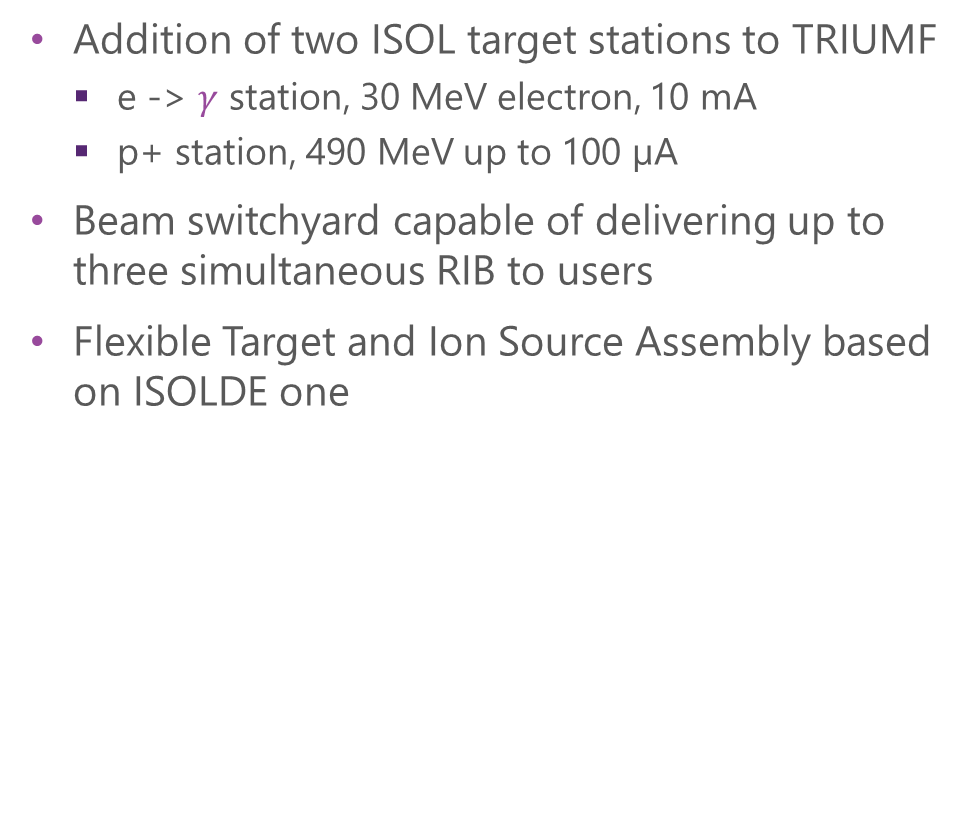 • Addition of two ISOL target stations to TRIUMF
▪ e -> γ station, 30 MeV electron, 10 mA
▪ p+ station, 490 MeV up to 100 µA
• Beam switchyard capable of delivering up to
three simultaneous RIB to users
• Flexible Target and Ion Source Assembly based
on ISOLDE one